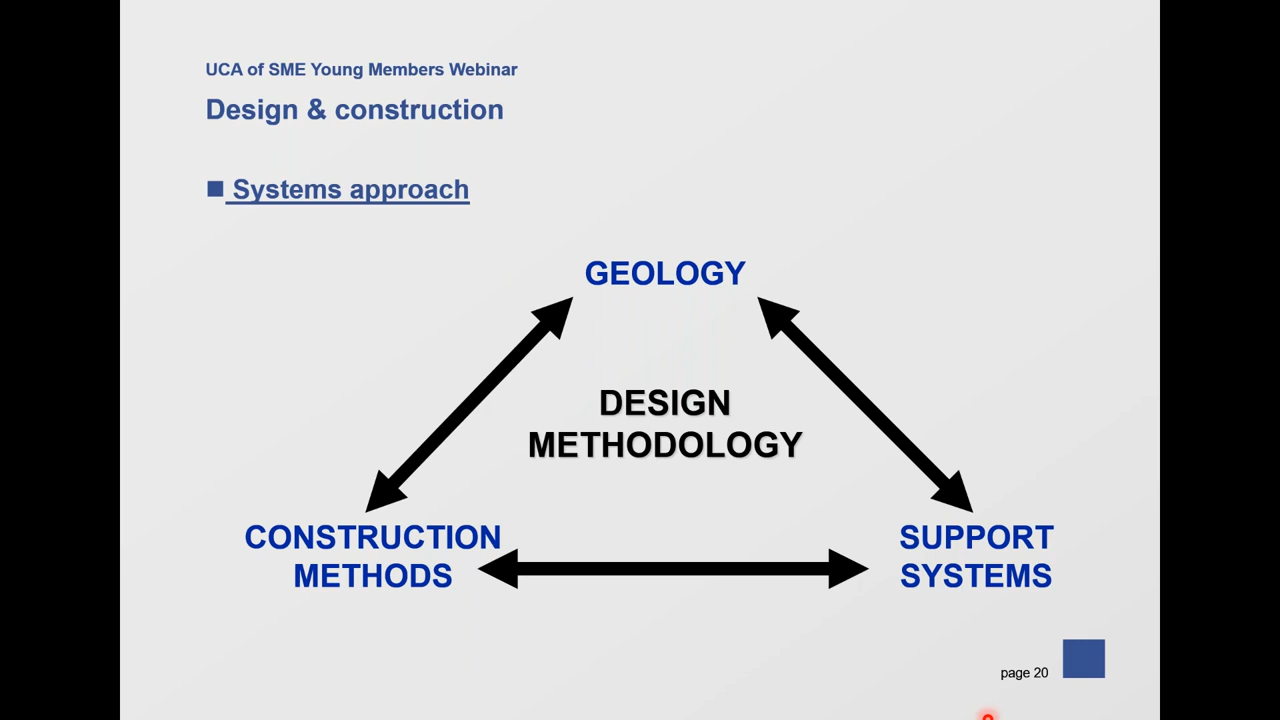 UCA of SME Young Members Webinar
Design & construction
Systems approach
GEOLOGY
DESIGN
METHODOLOGY
CONSTRUCTION
METHODS
SUPPORT
SYSTEMS
page 20